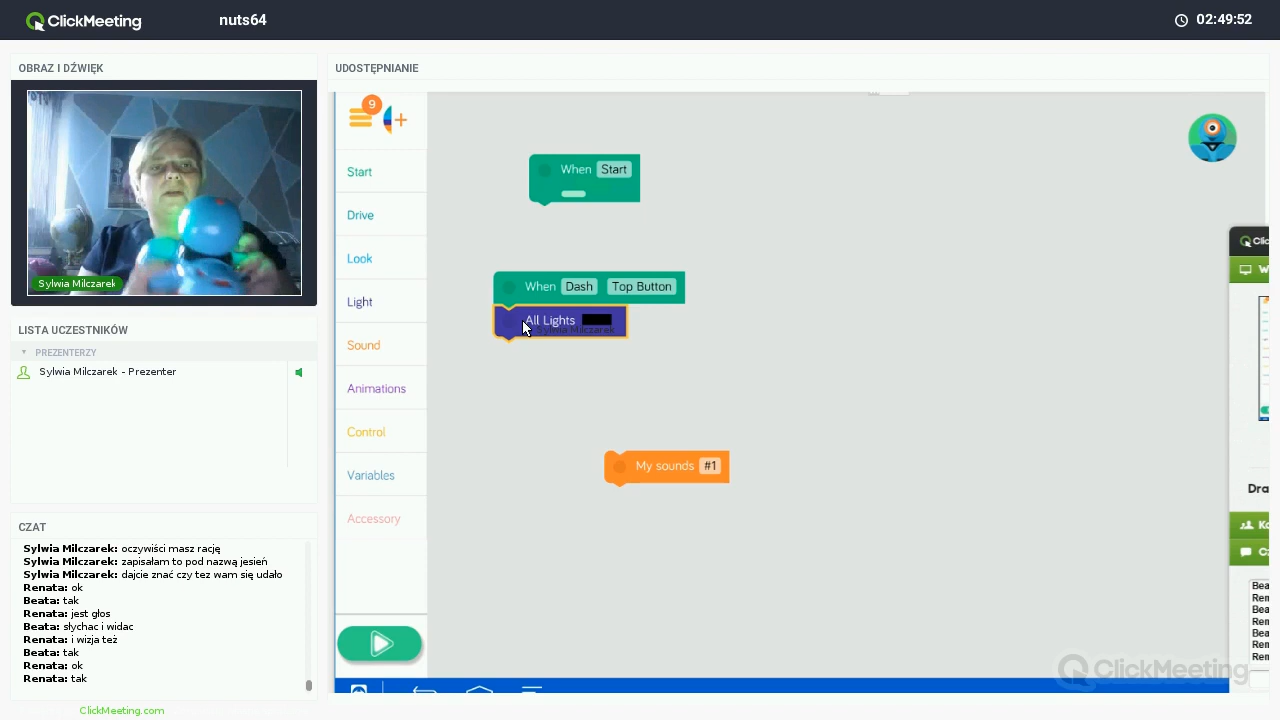 ClickMeeting
nuts64
02:49:52
OBRAZ I DŹWIĘK
Sylwia Milczarek
LISTA UCZESTNIKÓW
PREZENTERZY
Sylwia Milczarek - Prezenter
CZAT
Sylwia Milczarek: oczywiści masz rację
Sylwia Milczarek: zapisałam to pod nazwą jesień
Sylwia Milczarek: dajcie znać czy tez wam się udało
Renata: ok
Beata: tak
Renata: jest głos
Beata: słychac i widac
Renata: i wizja też
Beata: tak
Renata: ok
Renata: tak
ClickMeeting.com
UDOSTĘPNIANIE
9
Start
Drive
Look
Light
Sound
Animations
Control
Variables
Accessory
When Start
When Dash Top Button
All Lights
Sylwia Milczarek
My sounds #1
ClickMeeting